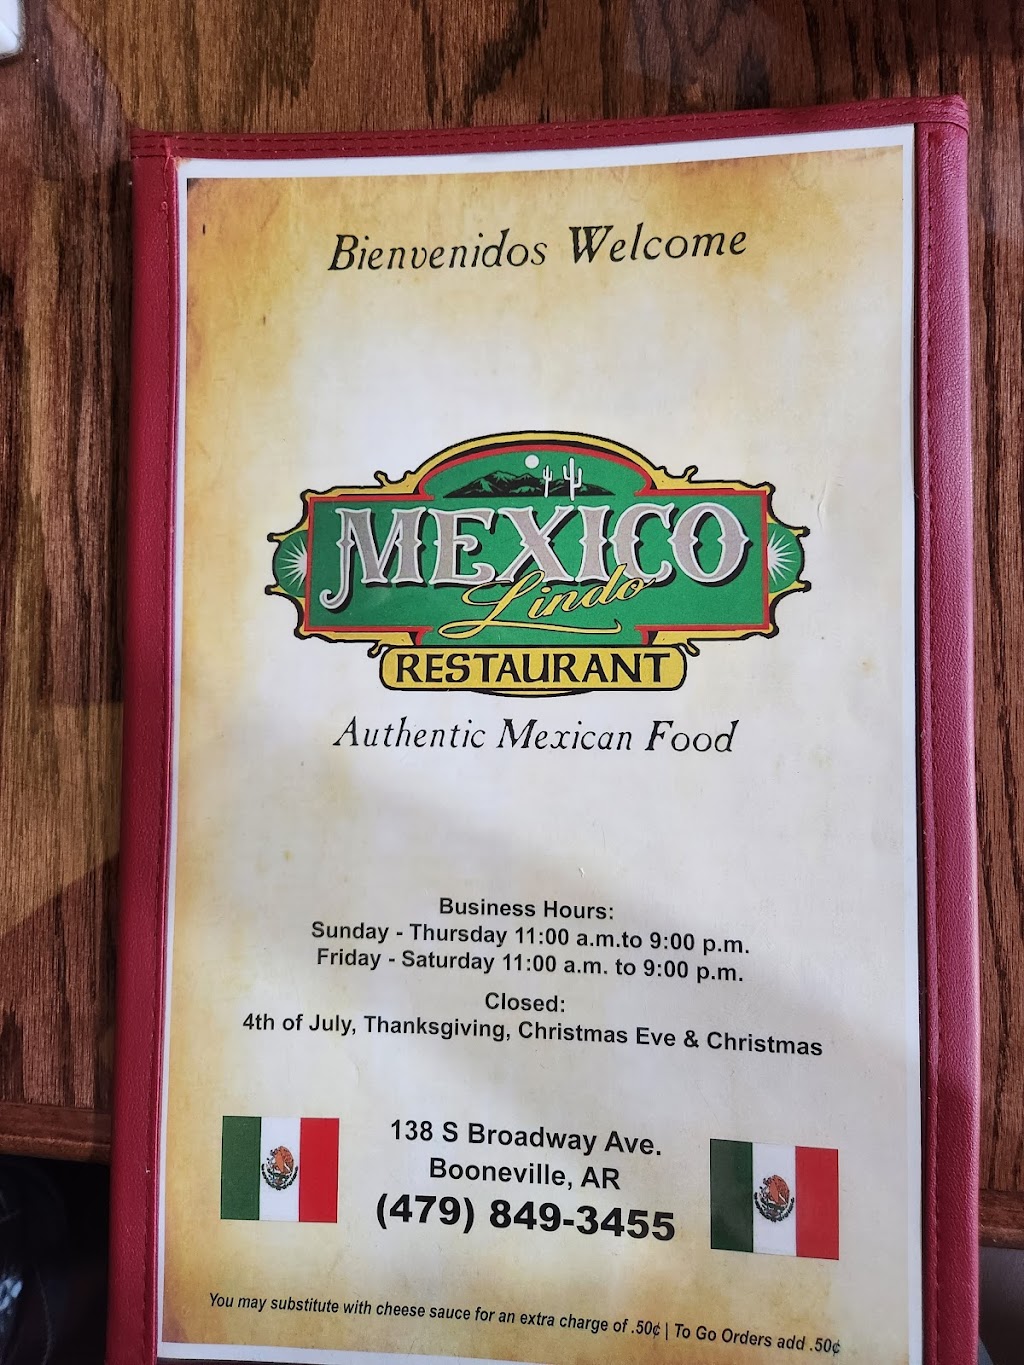 Bienvenidos Welcome
MEXICO
Lindo
RESTAURANT
Authentic Mexican Food
Business Hours:
Sunday - Thursday 11:00 a.m.to 9:00 p.m.
Friday - Saturday 11:00 a.m. to 9:00 p.m.
Closed:
4th of July, Thanksgiving, Christmas Eve & Christmas
138 S Broadway Ave.
Booneville, AR
(479) 849-3455
You may substitute with cheese sauce for an extra charge of .50¢ | To Go Orders add .50¢